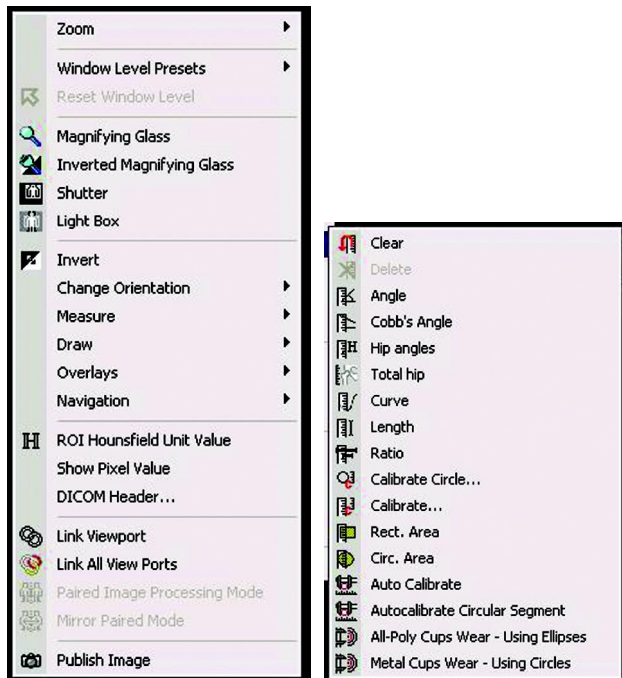 Zoom
Window Level Presets
Reset Window Level
Magnifying Glass
Inverted Magnifying Glass
Shutter
Light Box
Invert
Change Orientation
Measure
Draw
Overlays
Navigation
H ROI Hounsfield Unit Value
Show Pixel Value
DICOM Header...
Link Viewport
Link All View Ports
Paired Image Processing Mode
Mirror Paired Mode
Publish Image
Clear
Delete
Angle
Cobb's Angle
Hip angles
Total hip
Curve
Length
Ratio
Calibrate Circle...
Calibrate...
Rect. Area
Circ. Area
Auto Calibrate
Autocalibrate Circular Segment
All-Poly Cups Wear - Using Ellipses
Metal Cups Wear - Using Circles